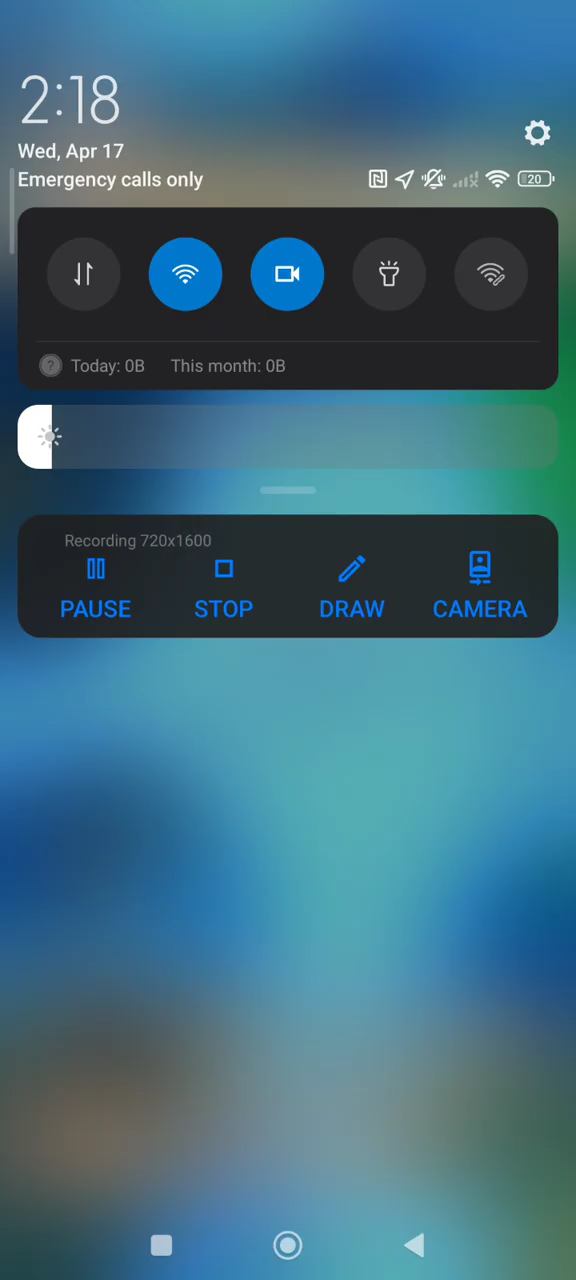 2:18
Wed, Apr 17
Emergency calls only
20
Today: 0B This month: 0B
Recording 720x1600
PAUSE STOP DRAW CAMERA